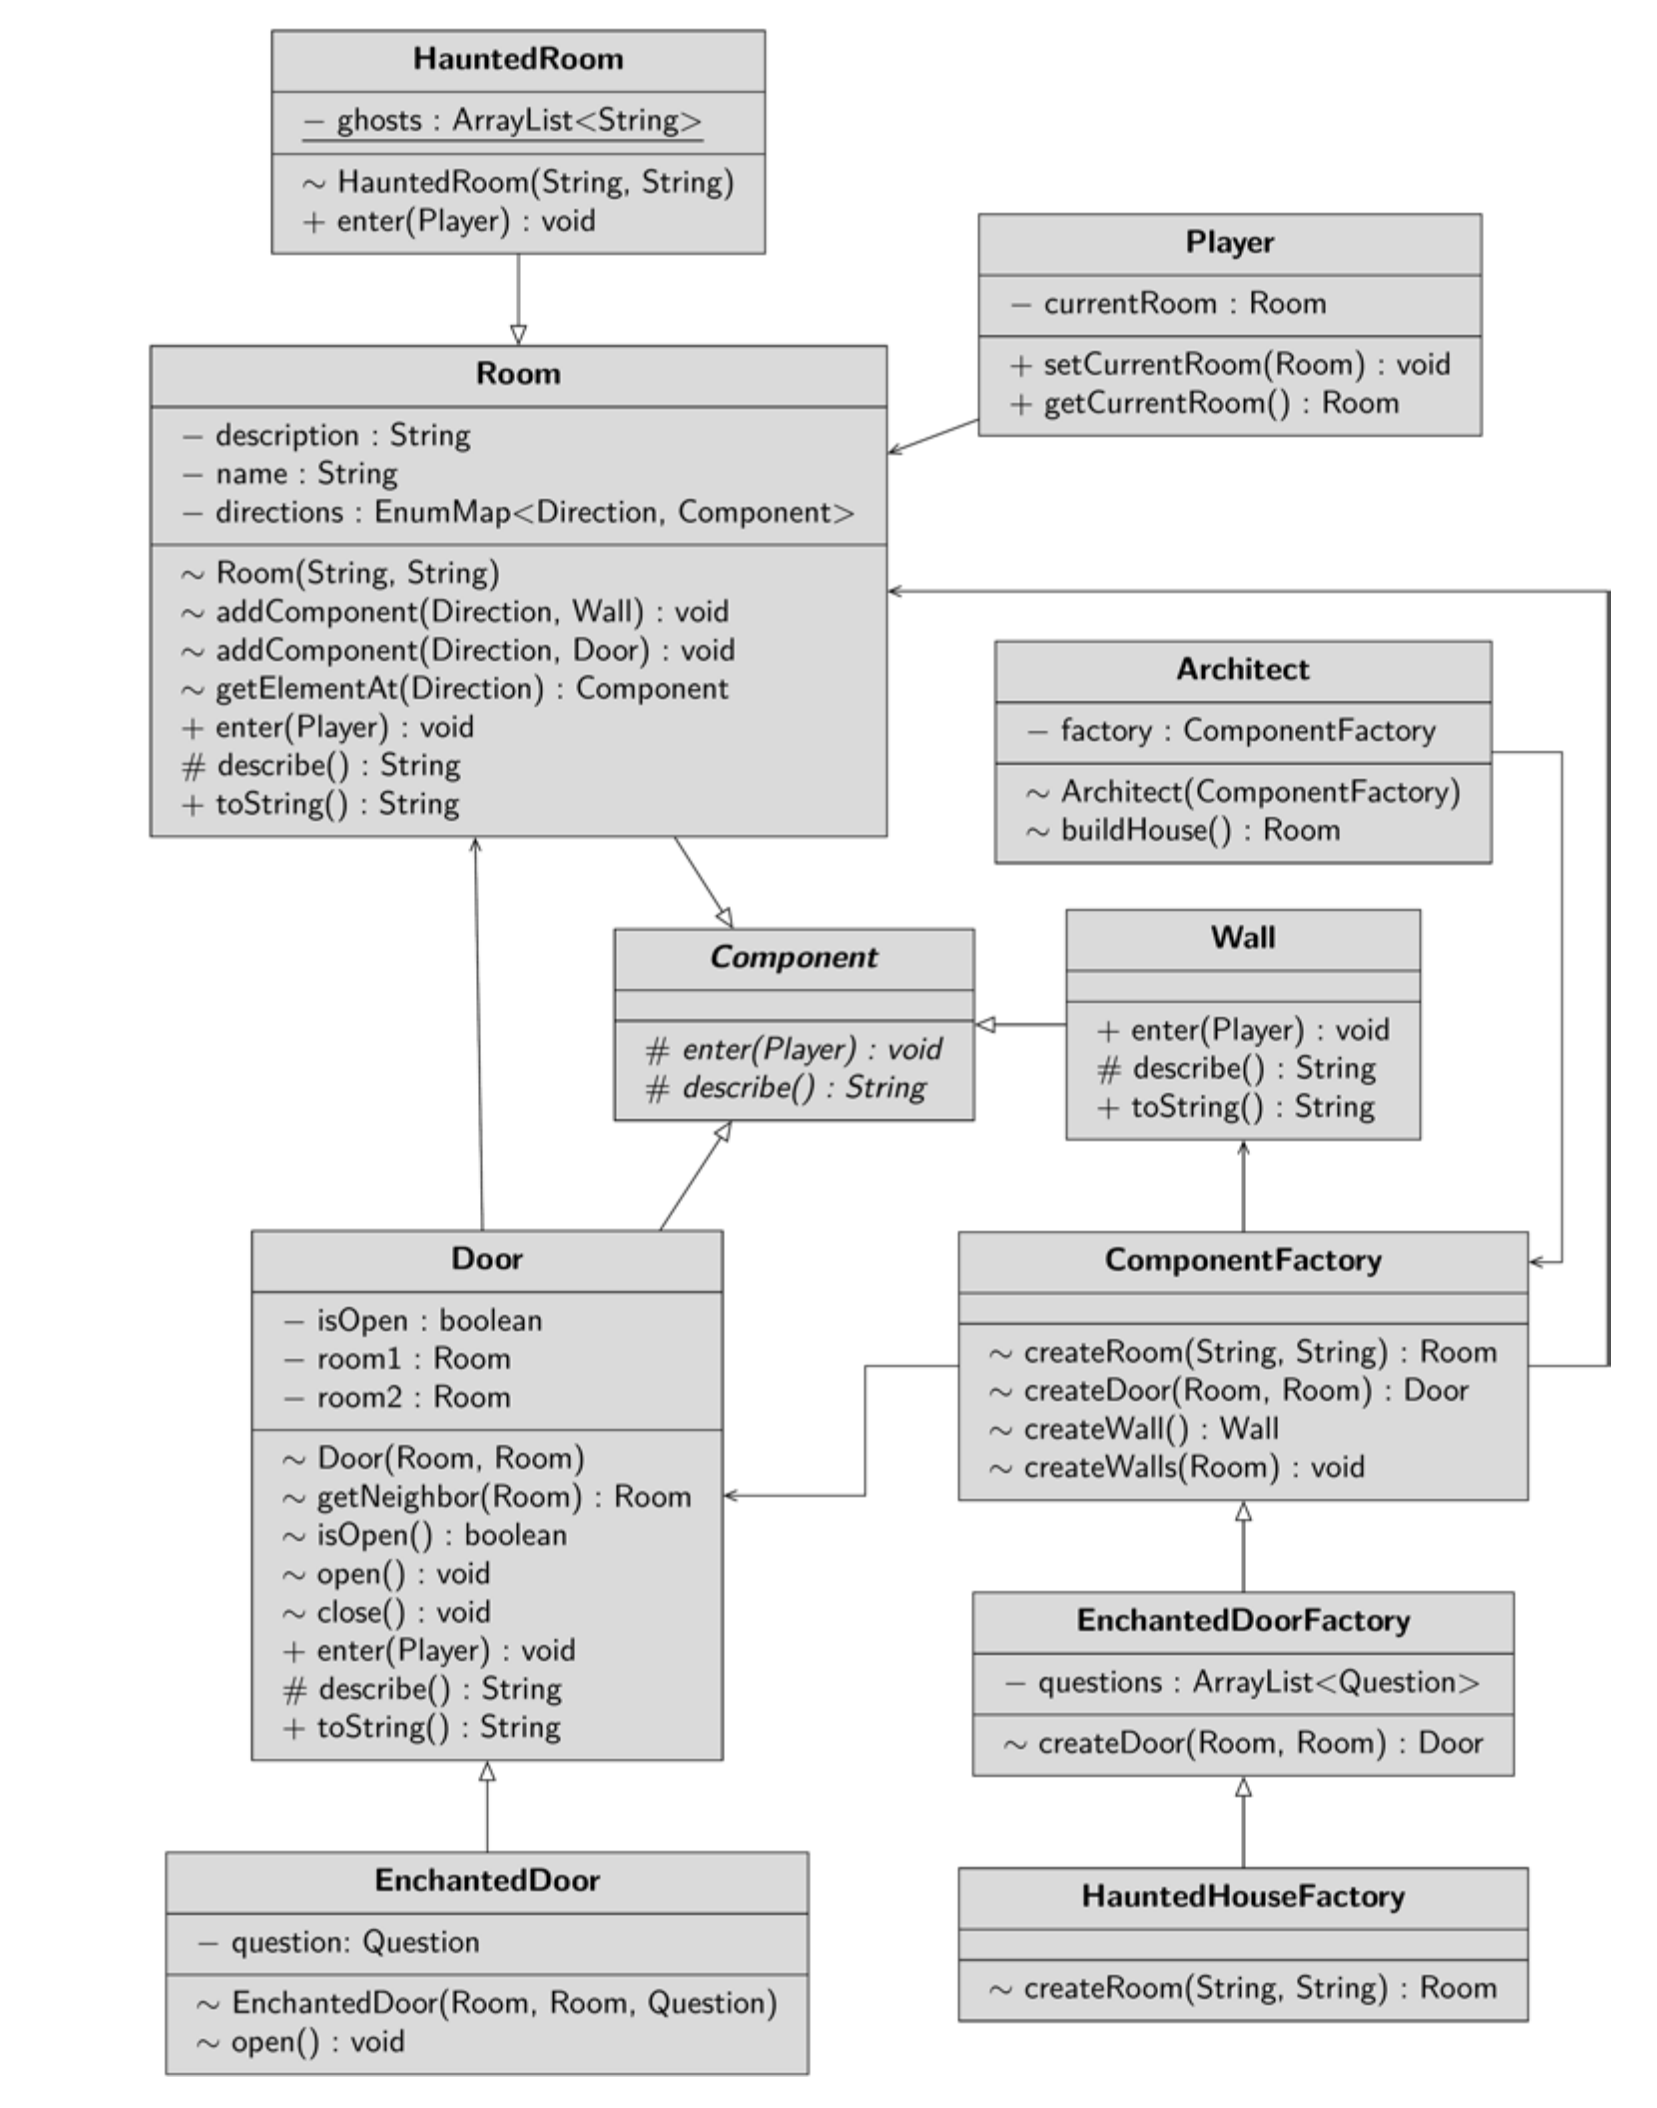 HauntedRoom
− ghosts : ArrayList<String>
~ HauntedRoom(String, String)
+ enter(Player) : void
Player
− currentRoom : Room
+ setCurrentRoom(Room) : void
+ getCurrentRoom() : Room
Room
− description : String
− name : String
− directions : EnumMap<Direction, Component>
~ Room(String, String)
~ addComponent(Direction, Wall) : void
~ addComponent(Direction, Door) : void
~ getElementAt(Direction) : Component
+ enter(Player) : void
# describe() : String
+ toString() : String
Architect
− factory : ComponentFactory
~ Architect(ComponentFactory)
~ buildHouse() : Room
Component
# enter(Player) : void
# describe() : String
Wall
+ enter(Player) : void
# describe() : String
+ toString() : String
Door
− isOpen : boolean
− room1 : Room
− room2 : Room
~ Door(Room, Room)
~ getNeighbor(Room) : Room
~ isOpen() : boolean
~ open() : void
~ close() : void
+ enter(Player) : void
# describe() : String
+ toString() : String
ComponentFactory
~ createRoom(String, String) : Room
~ createDoor(Room, Room) : Door
~ createWall() : Wall
~ createWalls(Room) : void
EnchantedDoorFactory
− questions : ArrayList<Question>
~ createDoor(Room, Room) : Door
EnchantedDoor
− question: Question
~ EnchantedDoor(Room, Room, Question)
~ open() : void
HauntedHouseFactory
~ createRoom(String, String) : Room